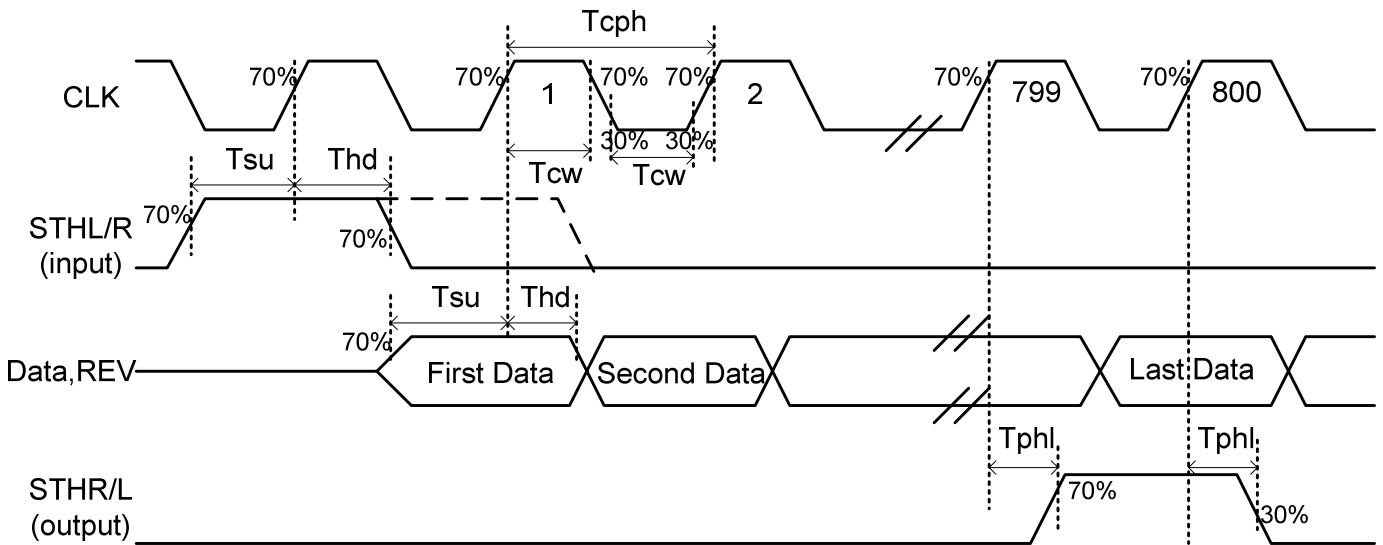 Tcph
CLK
70%
70%
1
70%
70%
2
70%
799
70%
800
30%
30%
Tsu
Thd
Tcw
Tcw
STHL/R
(input)
70%
70%
Tsu
Thd
70%
Data,REV
First Data
Second Data
Last Data
Tphl
Tphl
STHR/L
(output)
70%
30%